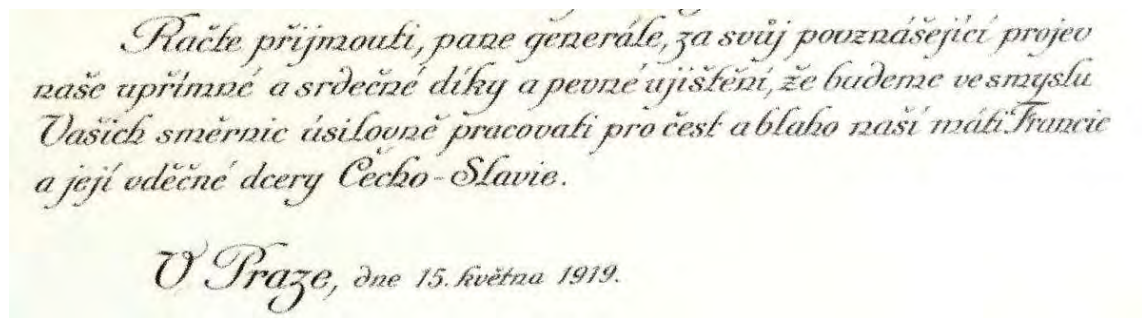 Račte přijmouti, pane generále, za svůj povznášející projev
naše upřímné a srdečné díky a pevné ujištění, že budeme ve smyslu
Vašich směrnic úsilovně pracovati pro čest a blaho naší máti Francie
a její vděčné dcery Čecho-Slavie.
V Praze, dne 15. května 1919.